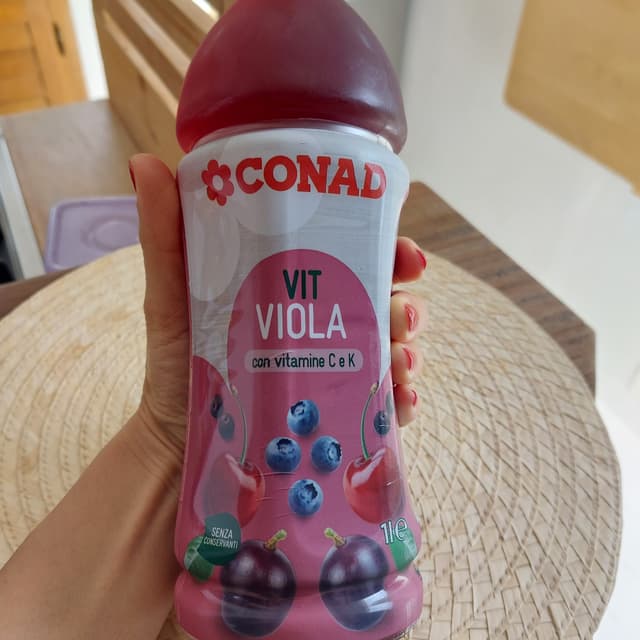 CONAD
VIT
VIOLA
con vitamine C e K
SENZA
CONSERVANTI
1l e